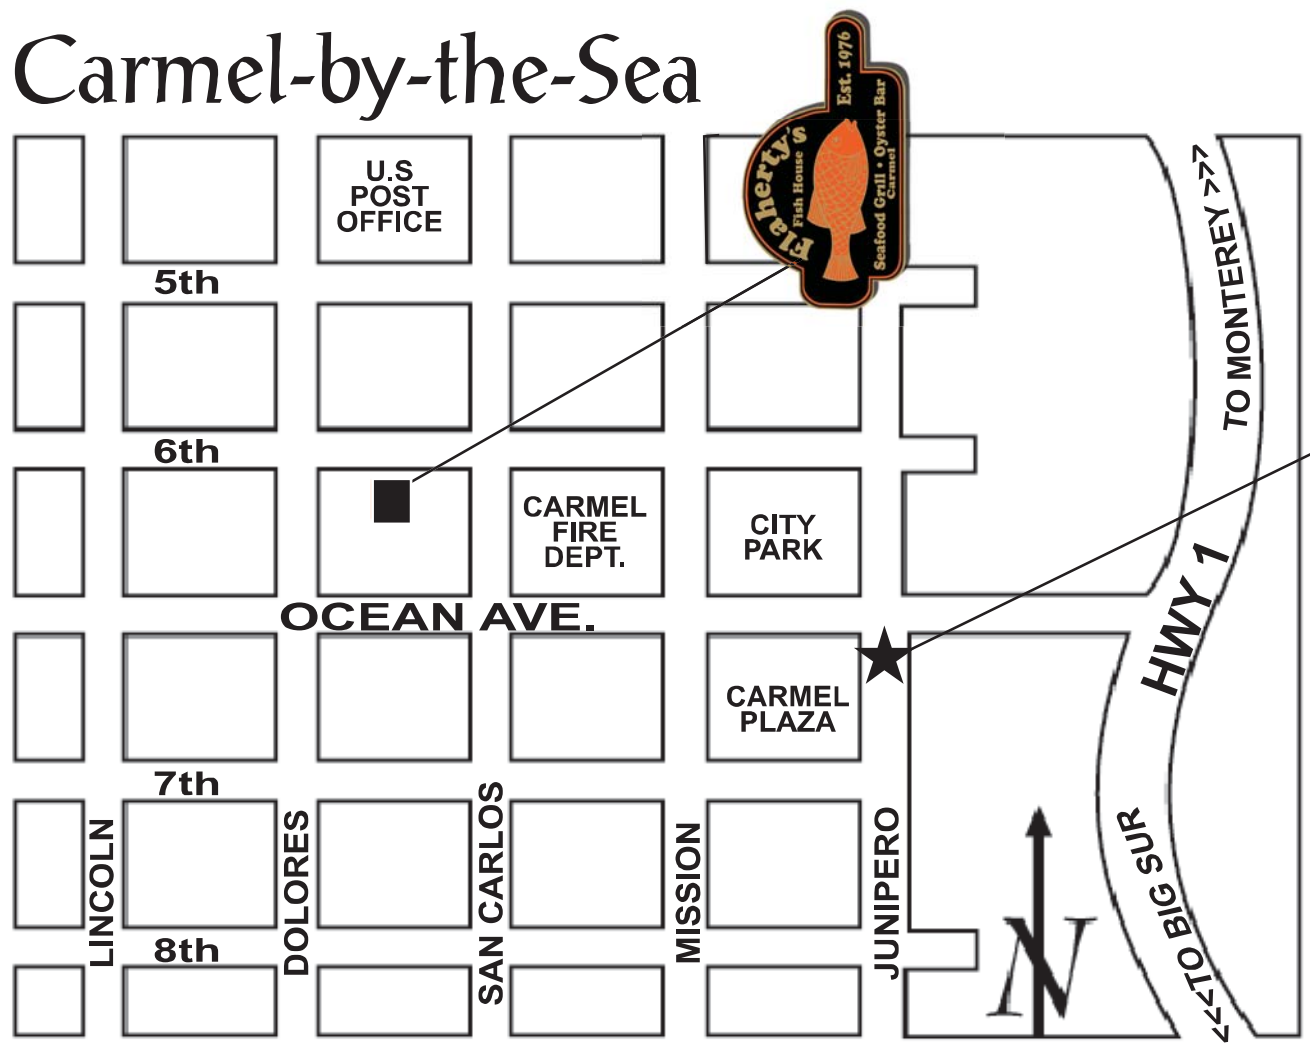 Carmel-by-the-Sea
Flaherty's
Fish House
Est. 1976
Seafood Grill • Oyster Bar
Carmel
U.S
POST
OFFICE
5th
6th
CARMEL
FIRE
DEPT.
CITY
PARK
OCEAN AVE.
CARMEL
PLAZA
7th
8th
LINCOLN
DOLORES
SAN CARLOS
MISSION
JUNIPERO
TO MONTEREY >>>
HWY 1
<<<TO BIG SUR
N